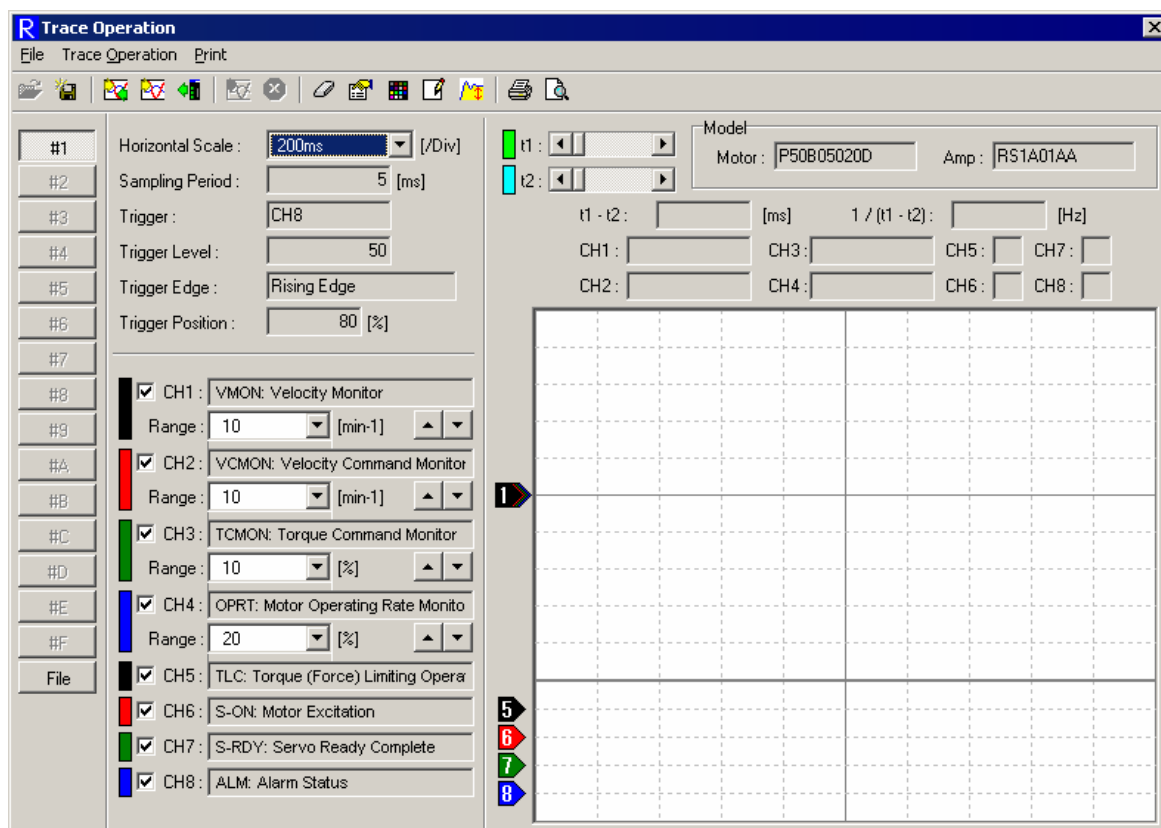 R Trace Operation
File Trace Operation Print
#1
#2
#3
#4
#5
#6
#7
#8
#9
#A
#B
#C
#D
#E
#F
File
Horizontal Scale : 200ms [/Div]
Sampling Period : 5 [ms]
Trigger : CH8
Trigger Level : 50
Trigger Edge : Rising Edge
Trigger Position : 80 [%]
CH1 : VMON: Velocity Monitor
Range : 10 [min-1]
CH2 : VCMON: Velocity Command Monitor
Range : 10 [min-1]
CH3 : TCMON: Torque Command Monitor
Range : 10 [%]
CH4 : OPRT: Motor Operating Rate Monito
Range : 20 [%]
CH5 : TLC: Torque (Force) Limiting Opera
CH6 : S-ON: Motor Excitation
CH7 : S-RDY: Servo Ready Complete
CH8 : ALM: Alarm Status
t1 :
t2 :
Model
Motor : P50B05020D Amp : RS1A01AA
t1 - t2 : [ms] 1 / (t1 - t2) : [Hz]
CH1 : CH3 : CH5 : CH7 :
CH2 : CH4 : CH6 : CH8 :
1
5
6
7
8